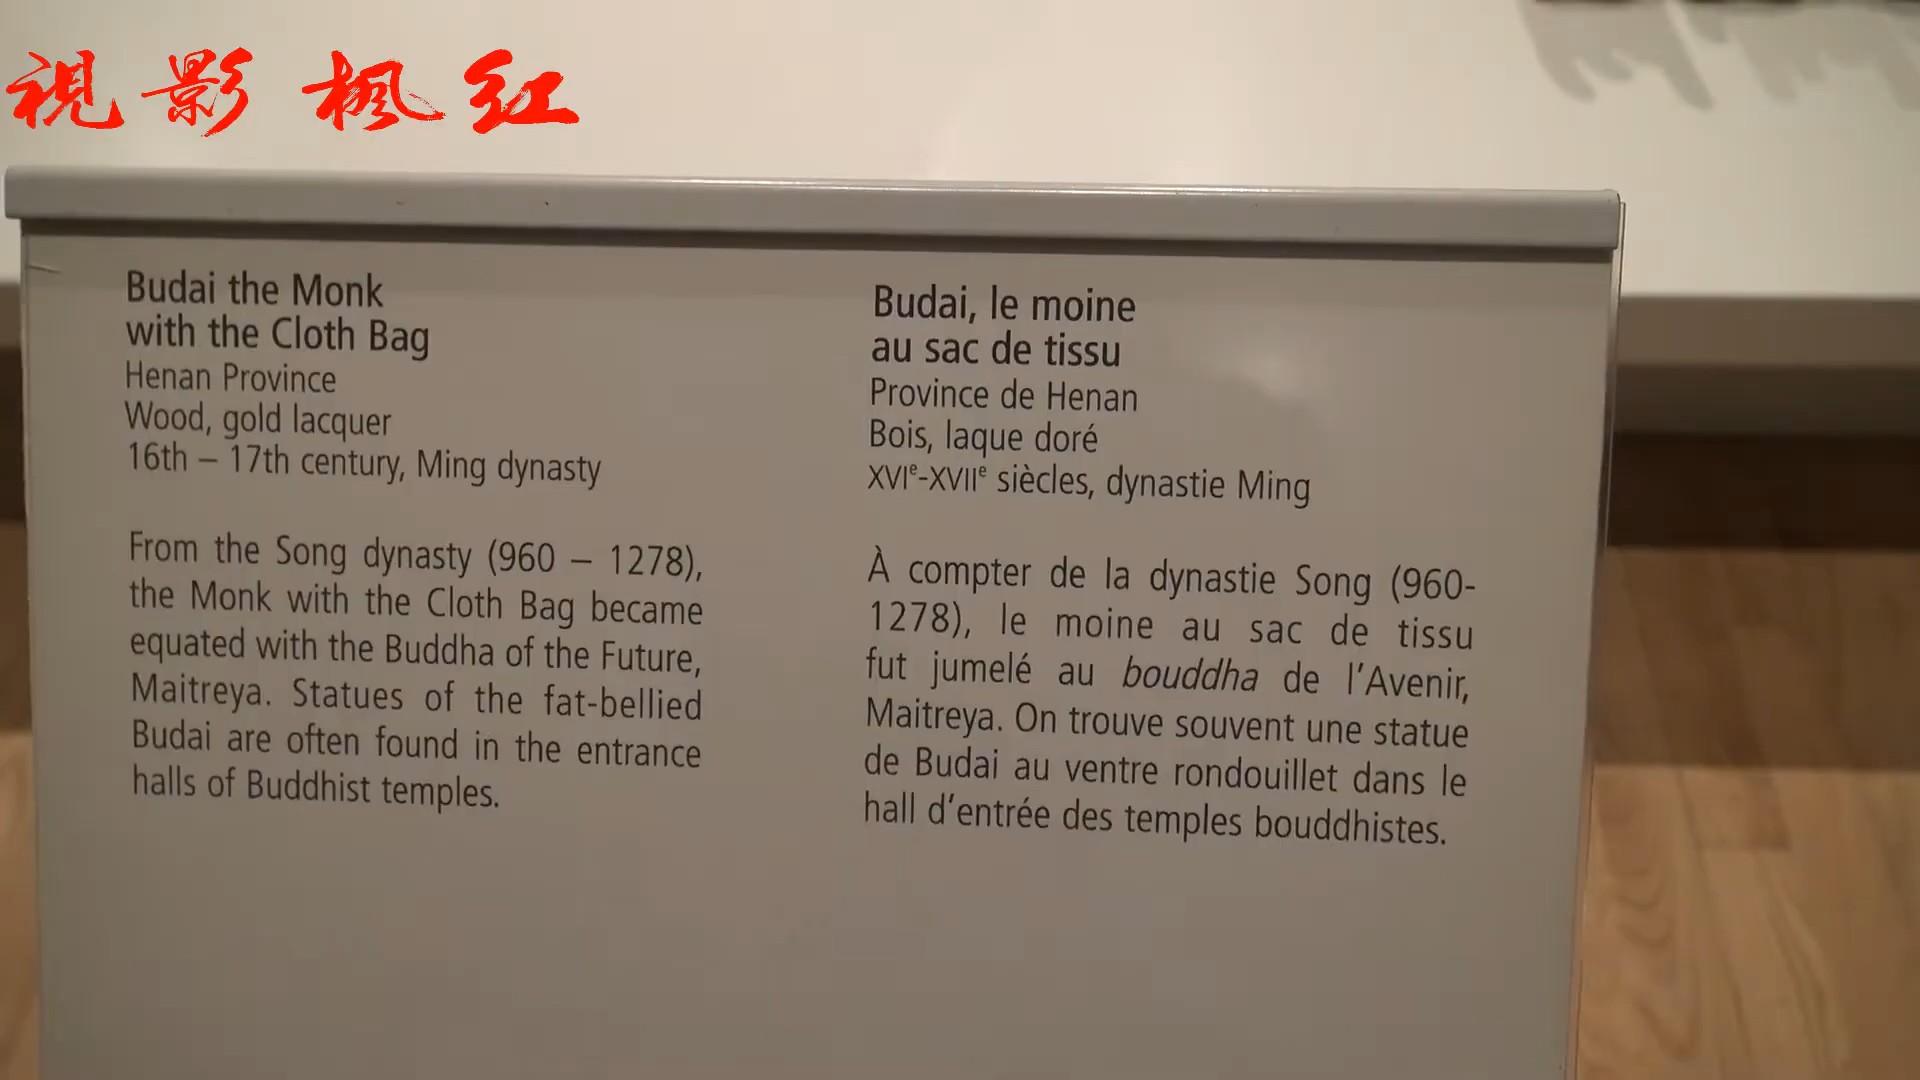 視影枫红
Budai the Monk
with the Cloth Bag
Henan Province
Wood, gold lacquer
16th – 17th century, Ming dynasty
From the Song dynasty (960 – 1278),
the Monk with the Cloth Bag became
equated with the Buddha of the Future,
Maitreya. Statues of the fat-bellied
Budai are often found in the entrance
halls of Buddhist temples.
Budai, le moine
au sac de tissu
Province de Henan
Bois, laque doré
XVIe-XVIIe siècles, dynastie Ming
À compter de la dynastie Song (960-
1278), le moine au sac de tissu
fut jumelé au bouddha de l'Avenir,
Maitreya. On trouve souvent une statue
de Budai au ventre rondouillet dans le
hall d'entrée des temples bouddhistes.